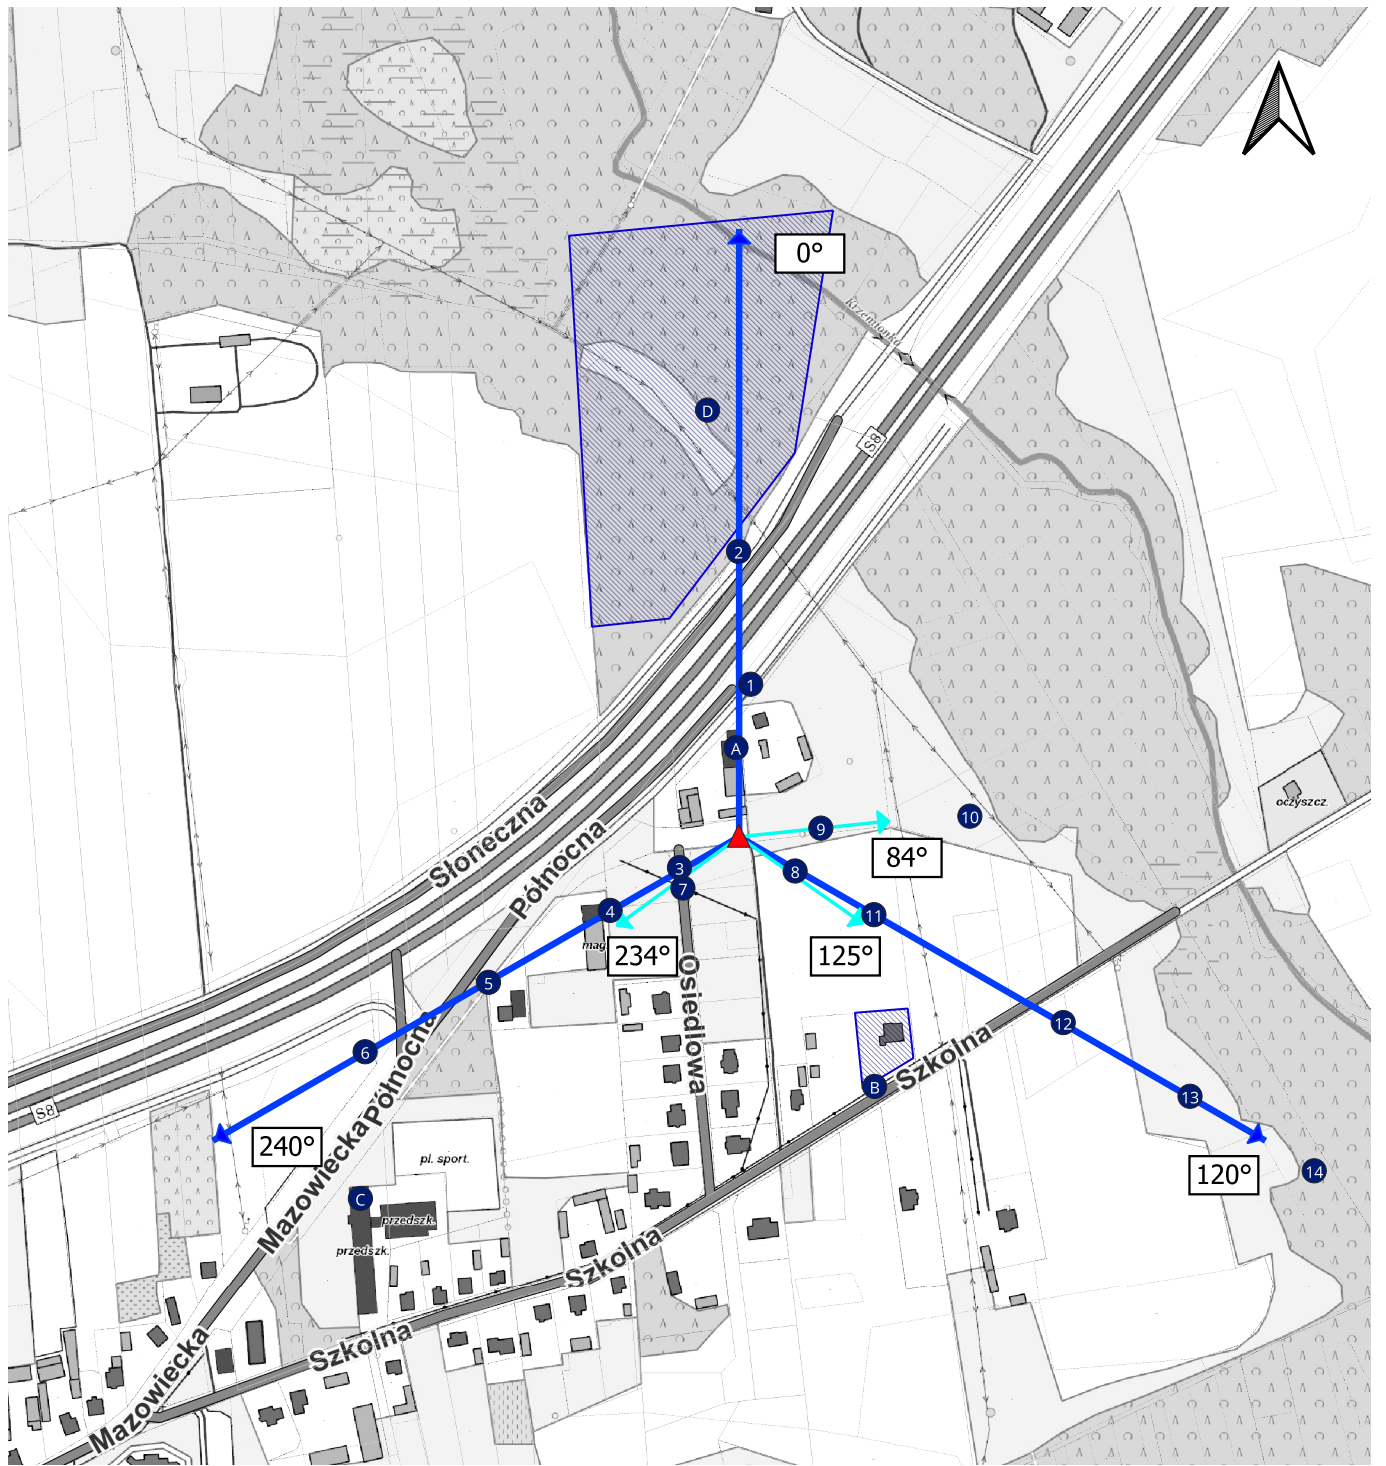 0°
Krzemionka
S8
D
2
1
A
9
10
84°
3
8
7
4
11
mag.
234°
125°
oczyszcz.
Słoneczna
Północna
Osiedlowa
5
12
6
Północna
Szkolna
B
13
S8
240°
120°
14
pl. sport.
Mazowiecka
C
przedszk.
przedszk.
Szkolna
Szkolna
Mazowiecka